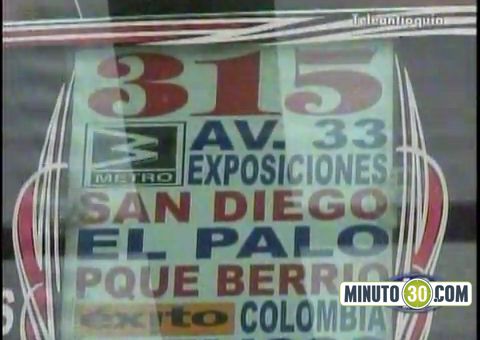 Teleantioquia
315
AV. 33
METRO
EXPOSICIONES
SAN DIEGO
EL PALO
PQUE BERRIO
éxito COLOMBIA
MINUTO30.COM